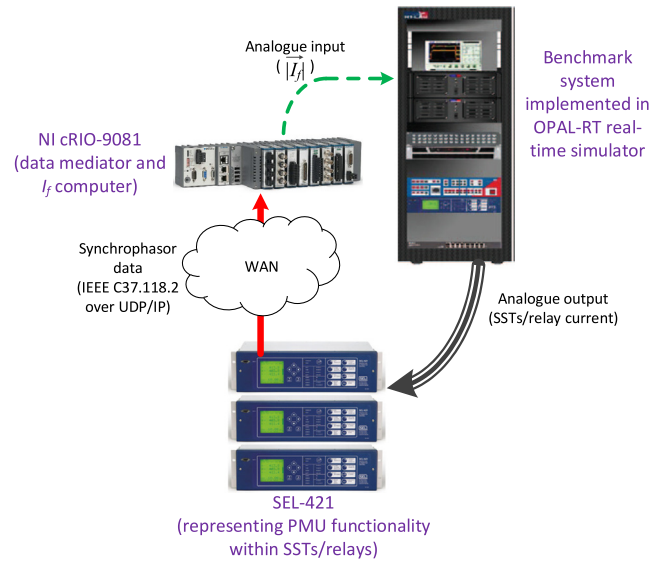 Analogue input
( |I_f| )
Benchmark
system
implemented in
OPAL-RT real-
time simulator
NI cRIO-9081
(data mediator and
I_f computer)
Synchrophasor
data
(IEEE C37.118.2
over UDP/IP)
WAN
Analogue output
(SSTs/relay current)
SEL-421
(representing PMU functionality
within SSTs/relays)